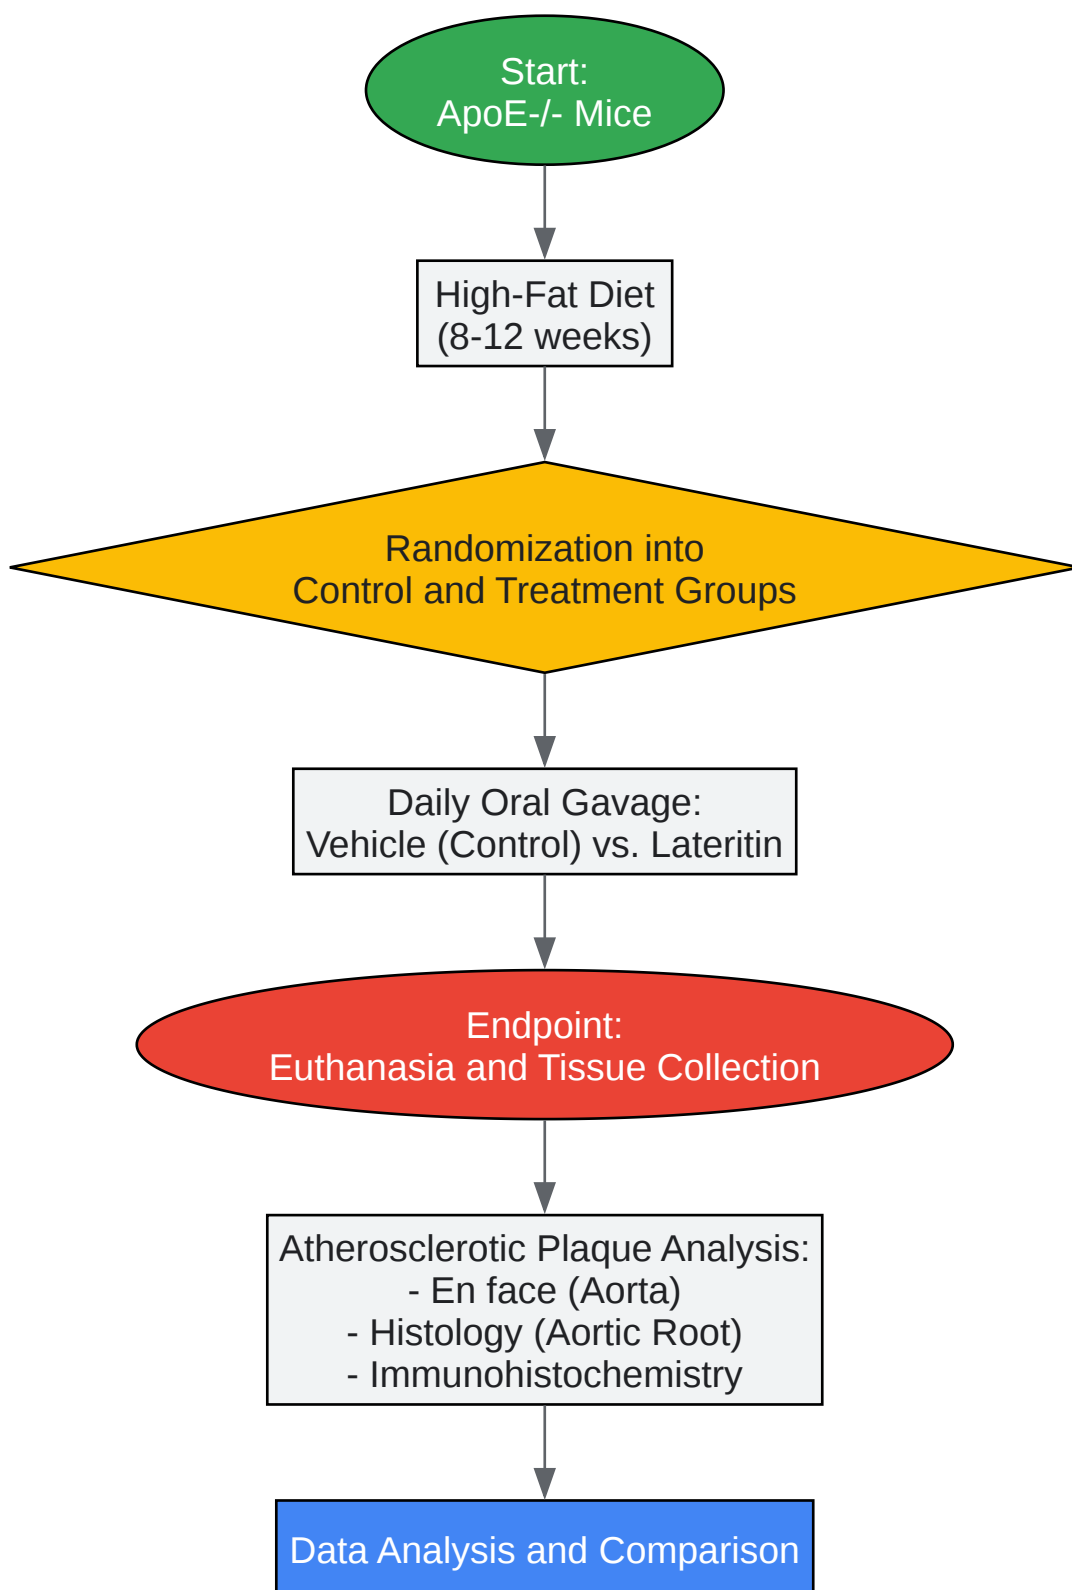 Start:
ApoE-/- Mice
High-Fat Diet
(8-12 weeks)
Randomization into
Control and Treatment Groups
Daily Oral Gavage:
Vehicle (Control) vs. Lateritin
Endpoint:
Euthanasia and Tissue Collection
Atherosclerotic Plaque Analysis:
- En face (Aorta)
- Histology (Aortic Root)
- Immunohistochemistry
Data Analysis and Comparison